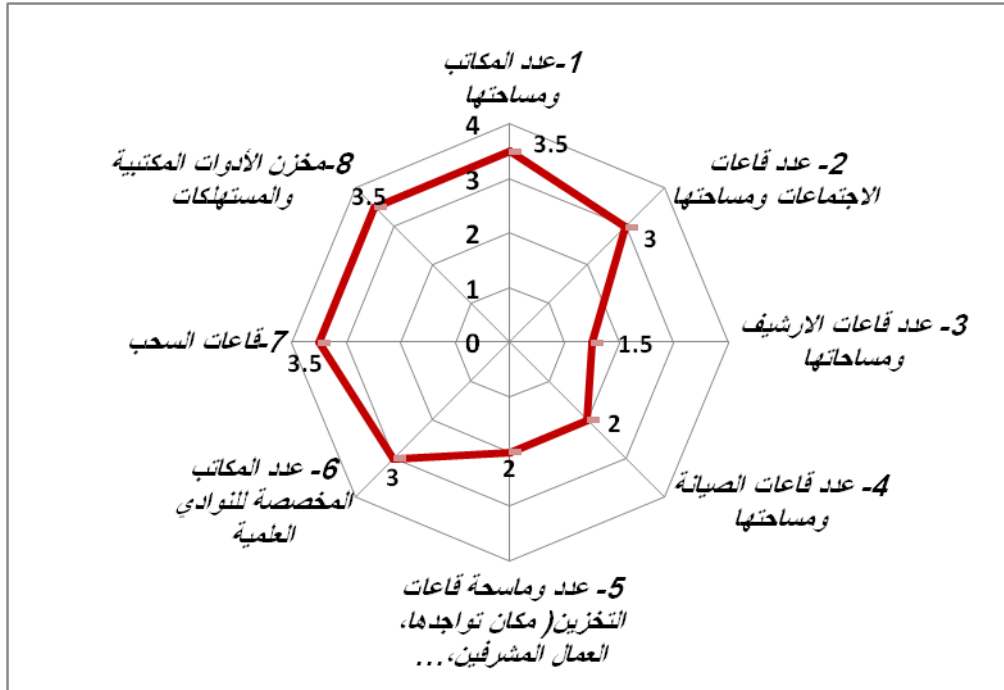 1-عدد المكاتب
ومساحتها
4
3.5
2- عدد قاعات
الاجتماعات ومساحتها
8-مخزن الأدوات المكتبية
والمستهلكات
3.5
3
3
2
1
0
3- عدد قاعات الارشيف
ومساحاتها
1.5
7-قاعات السحب
3.5
2
4- عدد قاعات الصيانة
ومساحتها
2
3
6- عدد المكاتب
المخصصة للنوادي
العلمية
5- عدد وماسحة قاعات
التخزين( مكان تواجدها،
العمال المشرفين،...